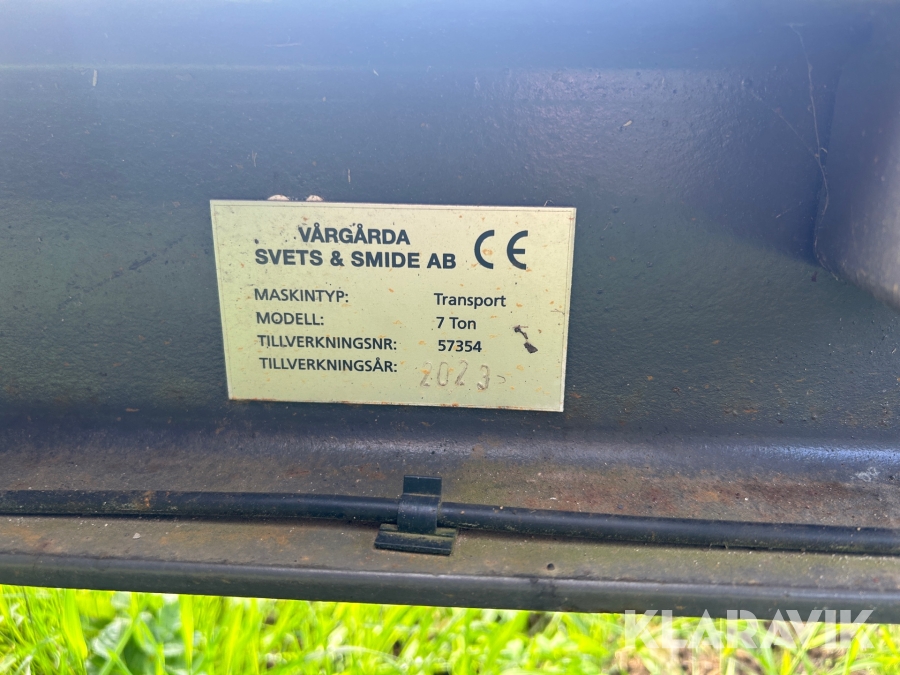 VÅRGÅRDA
SVETS & SMIDE AB CE
MASKINTYP: Transport
MODELL: 7 Ton
TILLVERKNINGSNR: 57354
TILLVERKNINGSÅR: 2023
KLARAVIK